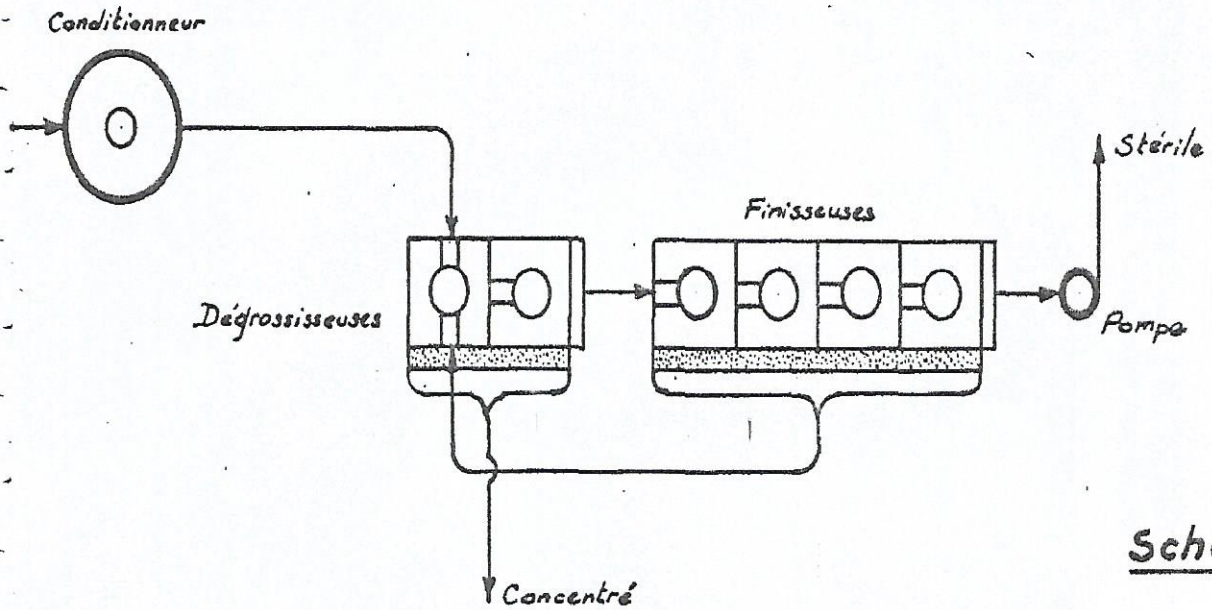 Conditionneur
Stérile
Finisseuses
Dégrossisseuses
Pompe
Concentré